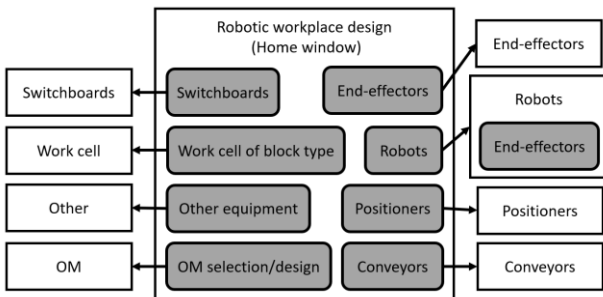 Robotic workplace design
(Home window)
End-effectors
Switchboards
Switchboards
End-effectors
Robots
End-effectors
Work cell
Work cell of block type
Robots
Other
Other equipment
Positioners
Positioners
OM
OM selection/design
Conveyors
Conveyors